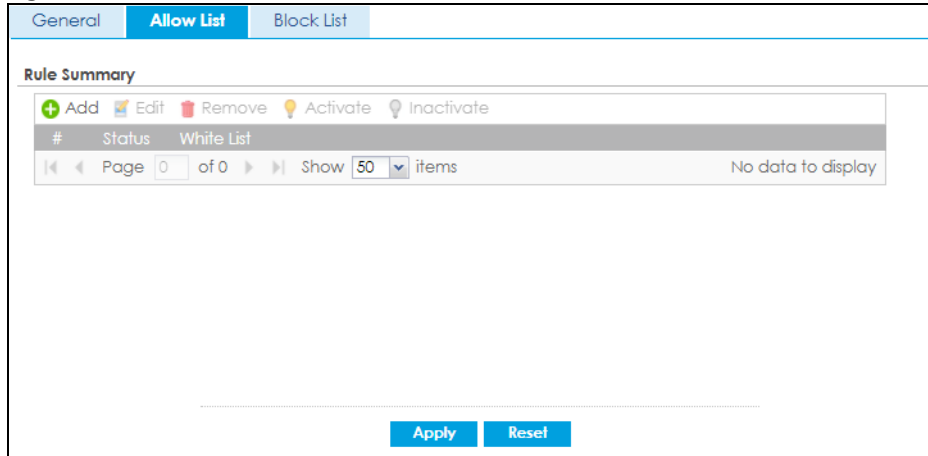 General Allow List Block List
Rule Summary
Add Edit Remove Activate Inactivate
# Status White List
Page 0 of 0 Show 50 items No data to display
Apply Reset